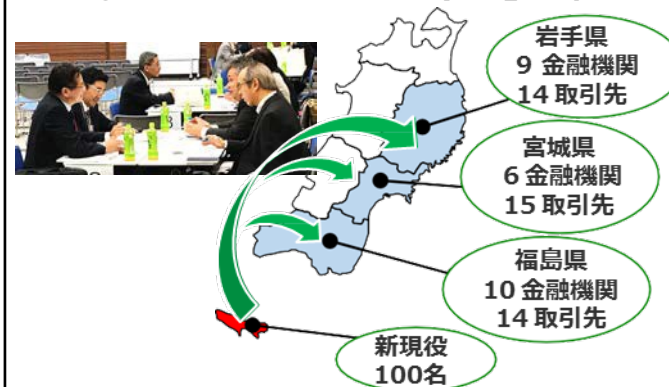 岩手県
9 金融機関
14 取引先
宮城県
6 金融機関
15 取引先
福島県
10 金融機関
14 取引先
新現役
100名